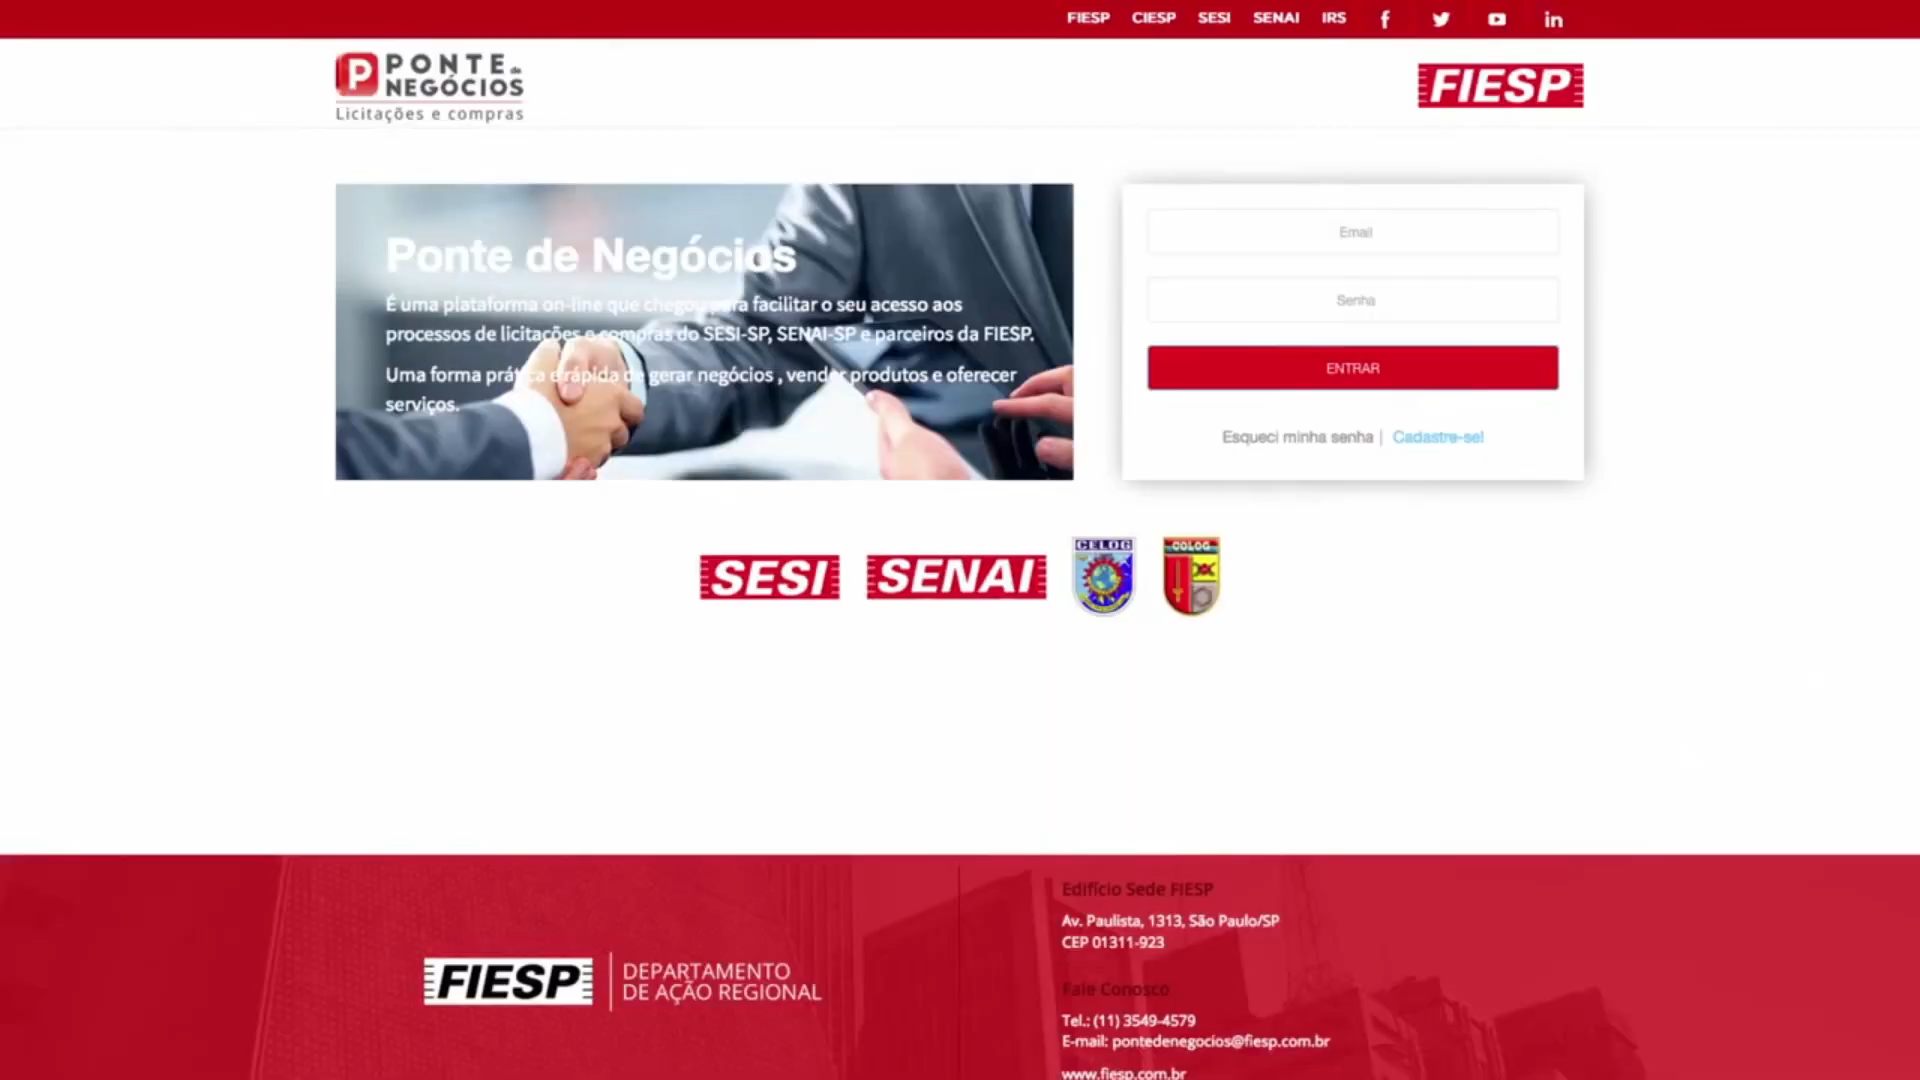 FIESP CIESP SESI SENAI IRS
PONTE de
NEGÓCIOS
Licitações e compras
FIESP
Ponte de Negócios
É uma plataforma on-line que chegou para facilitar o seu acesso aos
processos de licitações e compras do SESI-SP, SENAI-SP e parceiros da FIESP.
Uma forma prática e rápida de gerar negócios , vender produtos e oferecer
serviços.
Email
Senha
ENTRAR
Esqueci minha senha | Cadastre-se!
SESI SENAI CELOG COLOG
FIESP
DEPARTAMENTO
DE AÇÃO REGIONAL
Edifício Sede FIESP
Av. Paulista, 1313, São Paulo/SP
CEP 01311-923
Fale Conosco
Tel.: (11) 3549-4579
E-mail: pontedenegocios@fiesp.com.br
www.fiesp.com.br